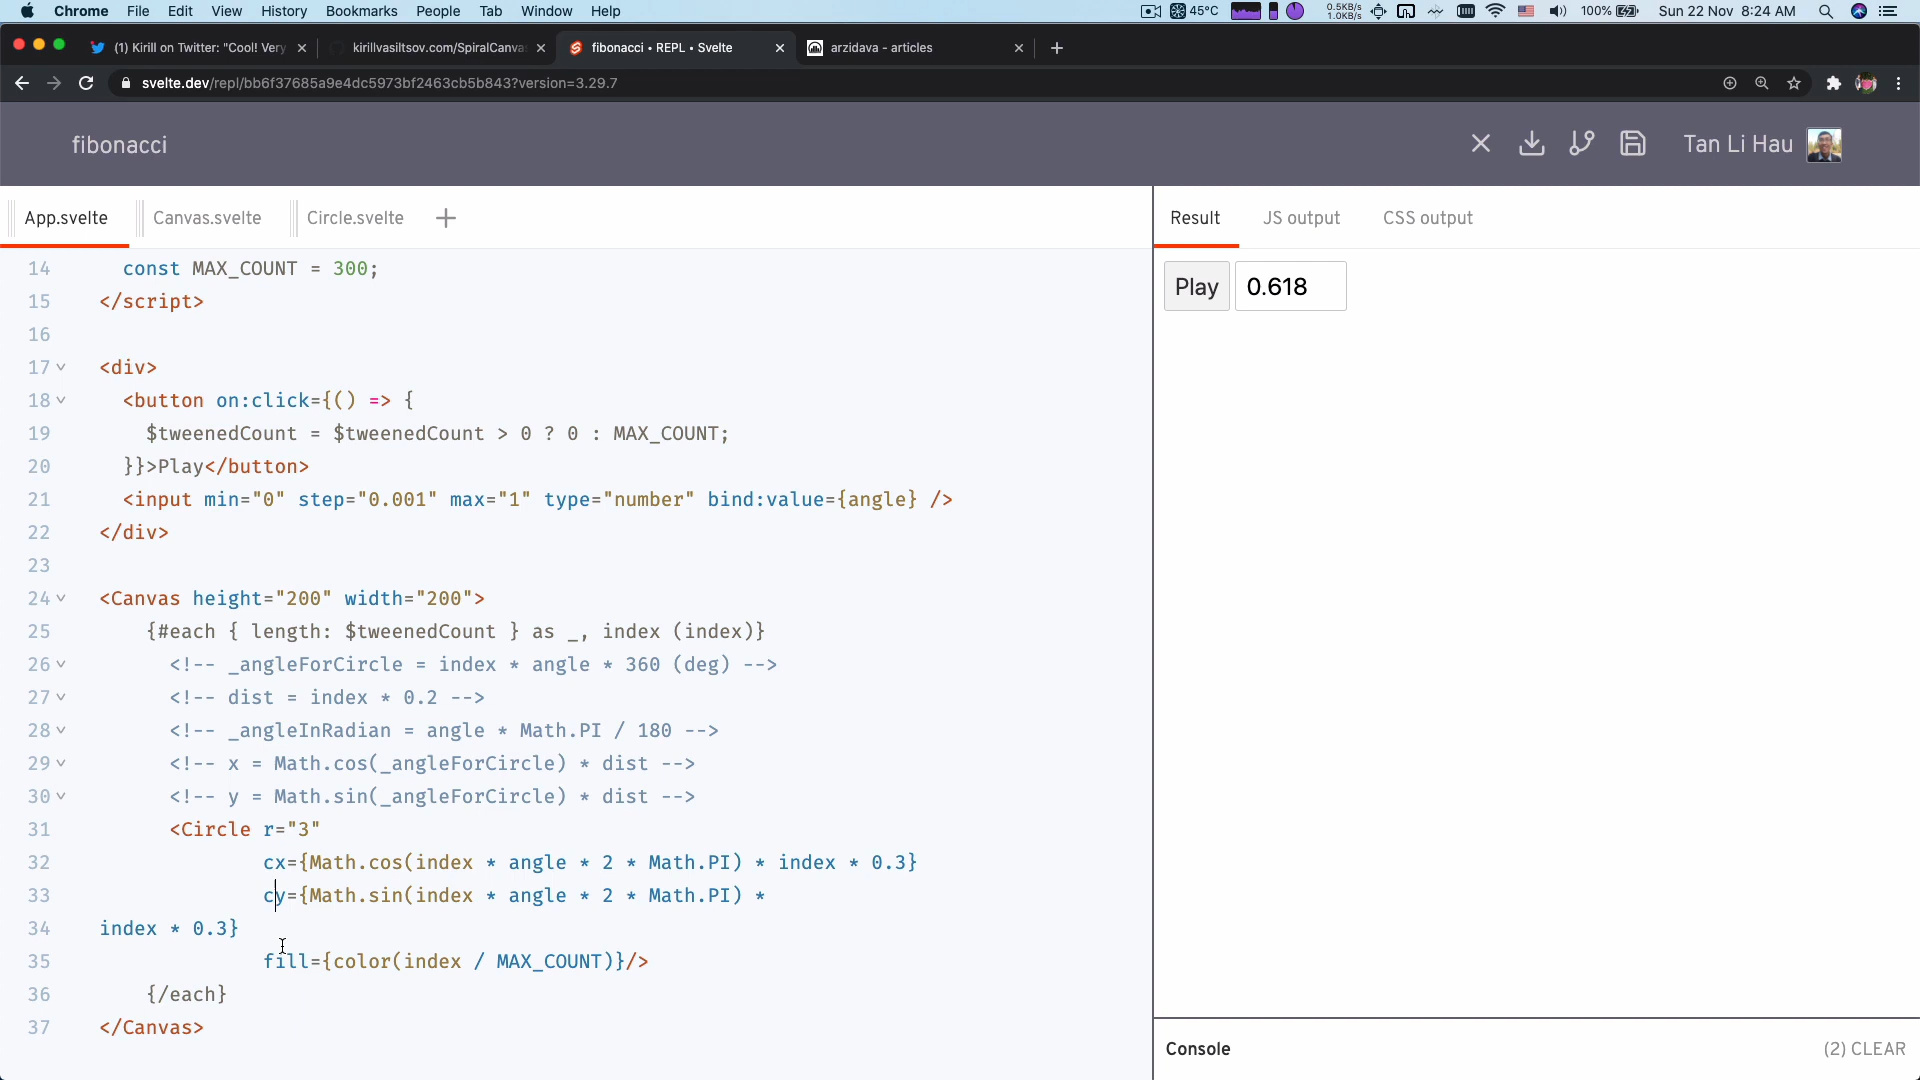 Chrome File Edit View History Bookmarks People Tab Window Help 45°C 0.5KB/s 1.0KB/s 100% Sun 22 Nov 8:24 AM
(1) Kirill on Twitter: "Cool! Very kirillvasiltsov.com/SpiralCanva fibonacci • REPL • Svelte arzidava - articles
svelte.dev/repl/bb6f37685a9e4dc5973bf2463cb5b843?version=3.29.7
fibonacci Tan Li Hau
App.svelte Canvas.svelte Circle.svelte Result JS output CSS output
14 const MAX_COUNT = 300;
15 </script>
16
17 <div>
18 <button on:click={() => {
19 $tweenedCount = $tweenedCount > 0 ? 0 : MAX_COUNT;
20 }}>Play</button>
21 <input min="0" step="0.001" max="1" type="number" bind:value={angle} />
22 </div>
23
24 <Canvas height="200" width="200">
25 {#each { length: $tweenedCount } as _, index (index)}
26 <!-- _angleForCircle = index * angle * 360 (deg) -->
27 <!-- dist = index * 0.2 -->
28 <!-- _angleInRadian = angle * Math.PI / 180 -->
29 <!-- x = Math.cos(_angleForCircle) * dist -->
30 <!-- y = Math.sin(_angleForCircle) * dist -->
31 <Circle r="3"
32 cx={Math.cos(index * angle * 2 * Math.PI) * index * 0.3}
33 cy={Math.sin(index * angle * 2 * Math.PI) *
34 index * 0.3}
35 fill={color(index / MAX_COUNT)}/>
36 {/each}
37 </Canvas>
Play 0.618
Console (2) CLEAR